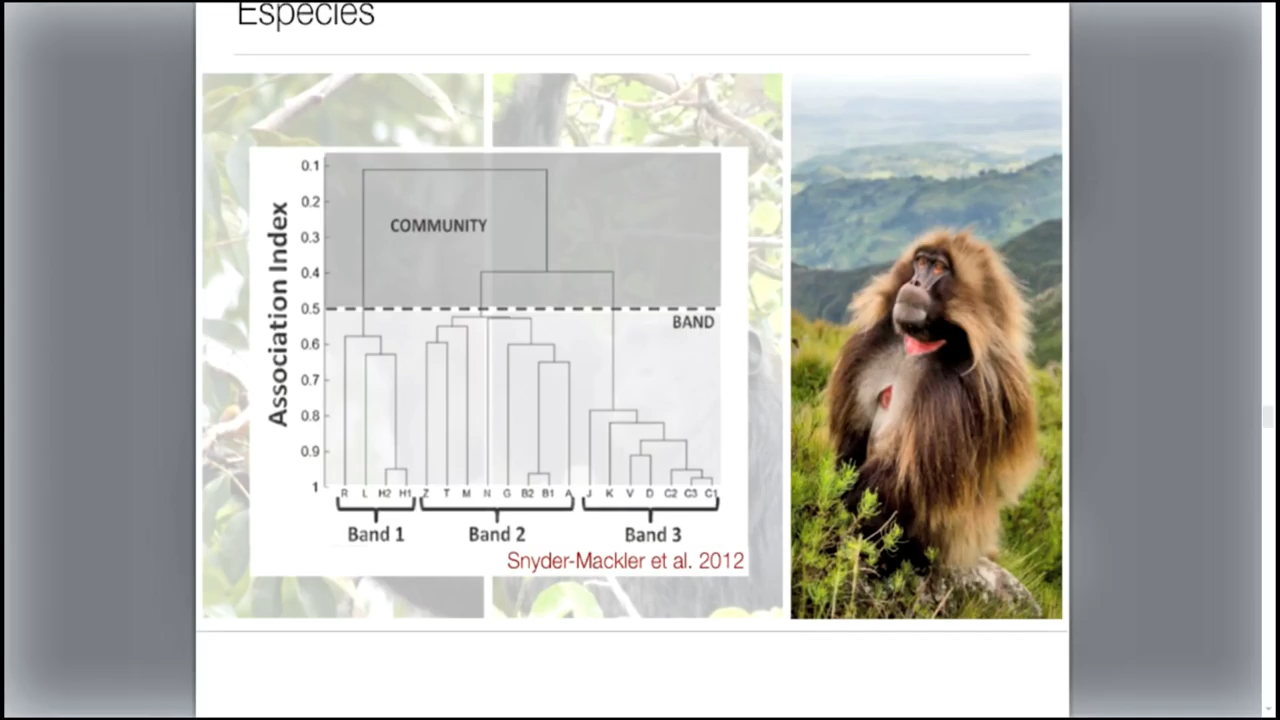 Especies
Association Index
0.1
0.2
0.3
0.4
0.5
0.6
0.7
0.8
0.9
1
COMMUNITY
BAND
R L H2 H1 Z T M N G B2 B1 A J K V D C2 C3 C1
Band 1 Band 2 Band 3
Snyder-Mackler et al. 2012